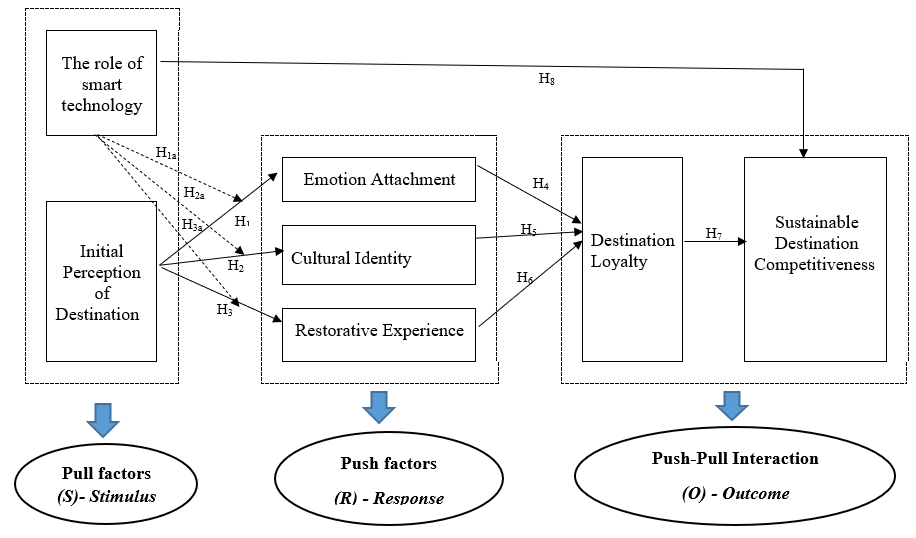 The role of
smart
technology
H8
H1a
H2a
H3a
H1
H2
H3
Initial
Perception
of
Destination
Emotion Attachment
Cultural Identity
Restorative Experience
H4
H5
H6
Destination
Loyalty
H7
Sustainable
Destination
Competitiveness
Pull factors
(S)- Stimulus
Push factors
(R) - Response
Push-Pull Interaction
(O) - Outcome